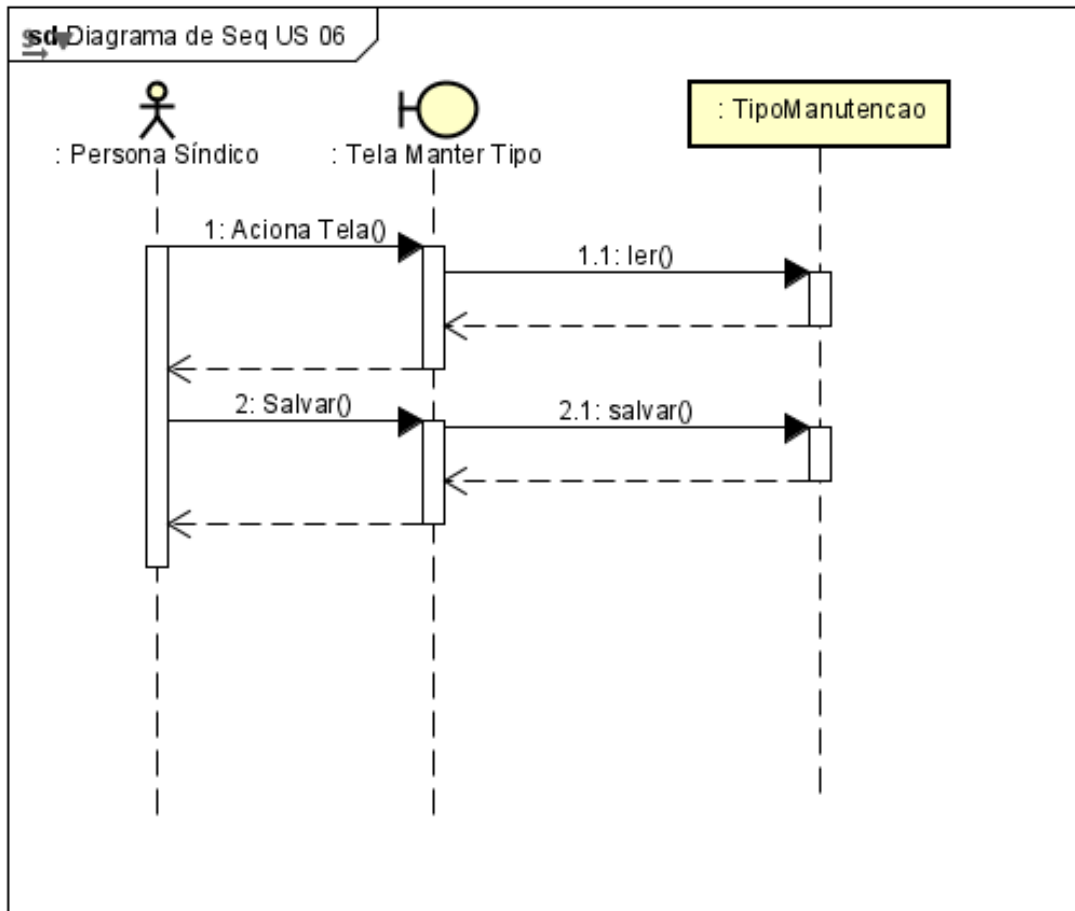 sd Diagrama de Seq US 06
: Persona Síndico
: Tela Manter Tipo
: TipoManutencao
1: Aciona Tela()
1.1: ler()
2: Salvar()
2.1: salvar()